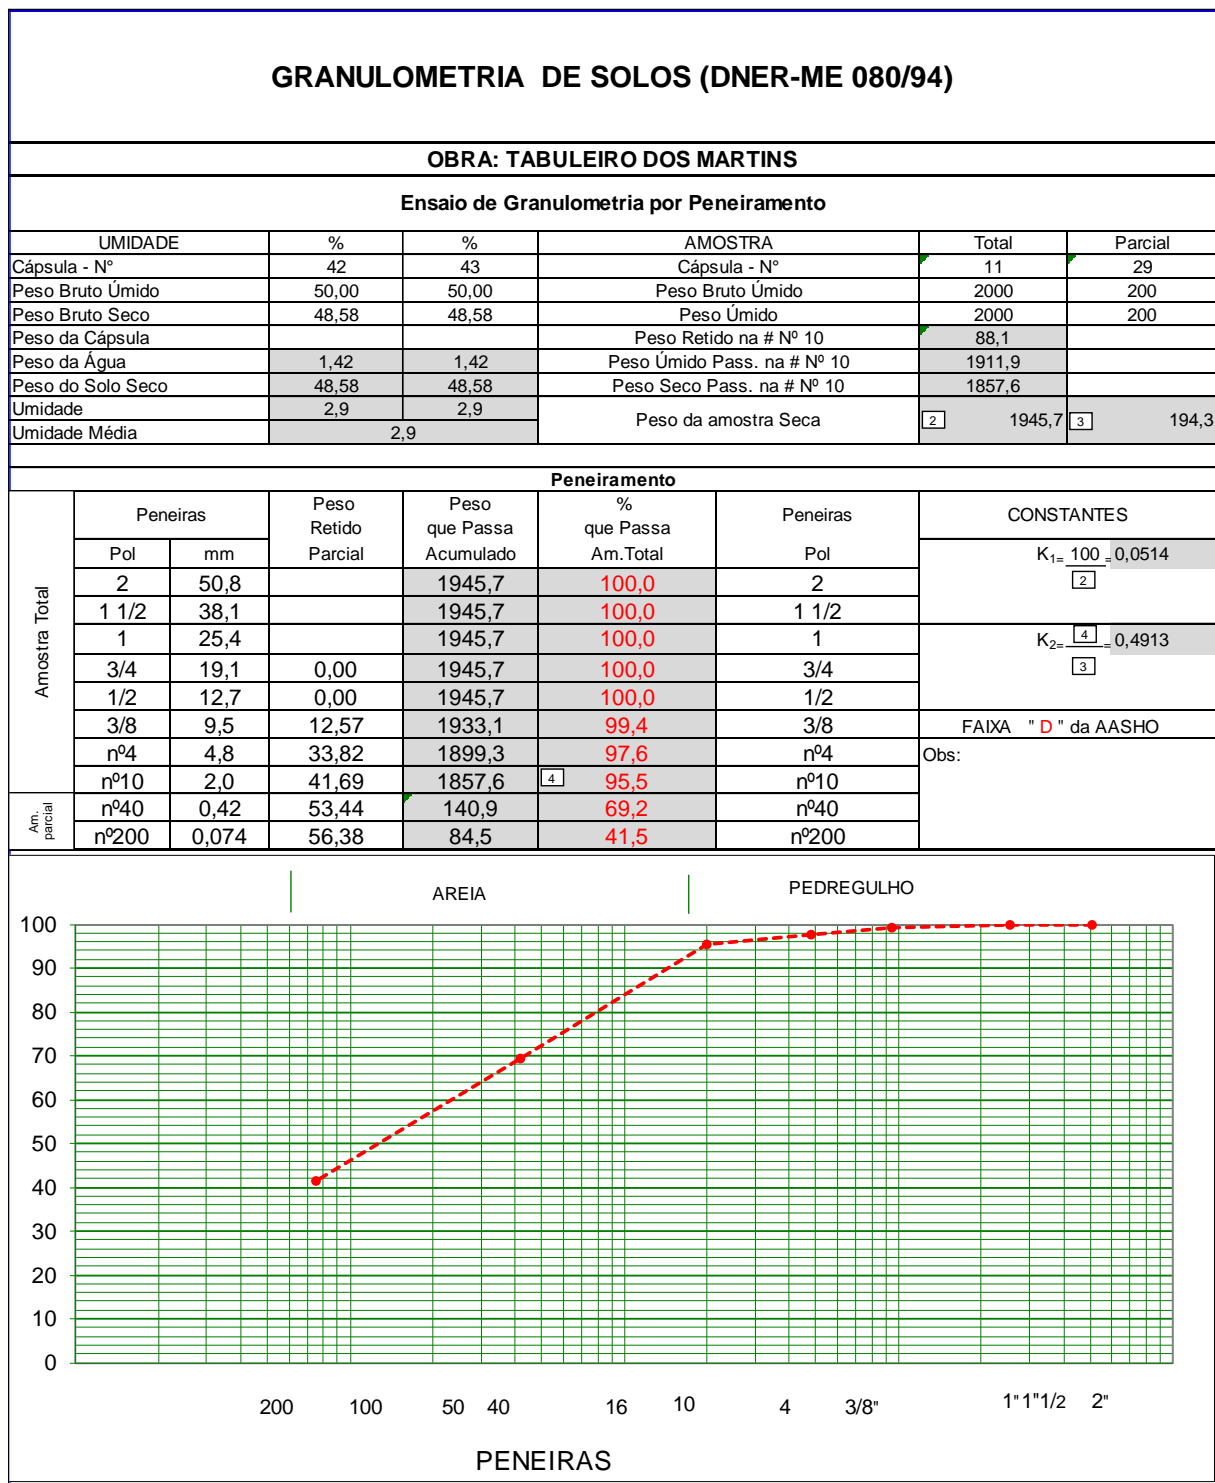 GRANULOMETRIA DE SOLOS (DNER-ME 080/94)
OBRA: TABULEIRO DOS MARTINS
Ensaio de Granulometria por Peneiramento
UMIDADE % % AMOSTRA Total Parcial
Cápsula - N° 42 43 Cápsula - N° 11 29
Peso Bruto Úmido 50,00 50,00 Peso Bruto Úmido 2000 200
Peso Bruto Seco 48,58 48,58 Peso Úmido 2000 200
Peso da Cápsula Peso Retido na # Nº 10 88,1
Peso da Água 1,42 1,42 Peso Úmido Pass. na # Nº 10 1911,9
Peso do Solo Seco 48,58 48,58 Peso Seco Pass. na # Nº 10 1857,6
Umidade 2,9 2,9 Peso da amostra Seca 2 1945,7 3 194,3
Umidade Média 2,9
Peneiramento
Amostra Total
Peneiras Peso Retido Parcial Peso que Passa Acumulado % que Passa Am.Total Peneiras CONSTANTES
Pol mm Pol K1= 100 = 0,0514
2
2 50,8 1945,7 100,0 2
1 1/2 38,1 1945,7 100,0 1 1/2
1 25,4 1945,7 100,0 1 K2= 4 = 0,4913
3
3/4 19,1 0,00 1945,7 100,0 3/4
1/2 12,7 0,00 1945,7 100,0 1/2
3/8 9,5 12,57 1933,1 99,4 3/8 FAIXA " D " da AASHO
nº4 4,8 33,82 1899,3 97,6 nº4 Obs:
nº10 2,0 41,69 1857,6 4 95,5 nº10
Am. parcial
nº40 0,42 53,44 140,9 69,2 nº40
nº200 0,074 56,38 84,5 41,5 nº200
AREIA PEDREGULHO
100
90
80
70
60
50
40
30
20
10
0
200 100 50 40 16 10 4 3/8" 1" 1"1/2 2"
PENEIRAS